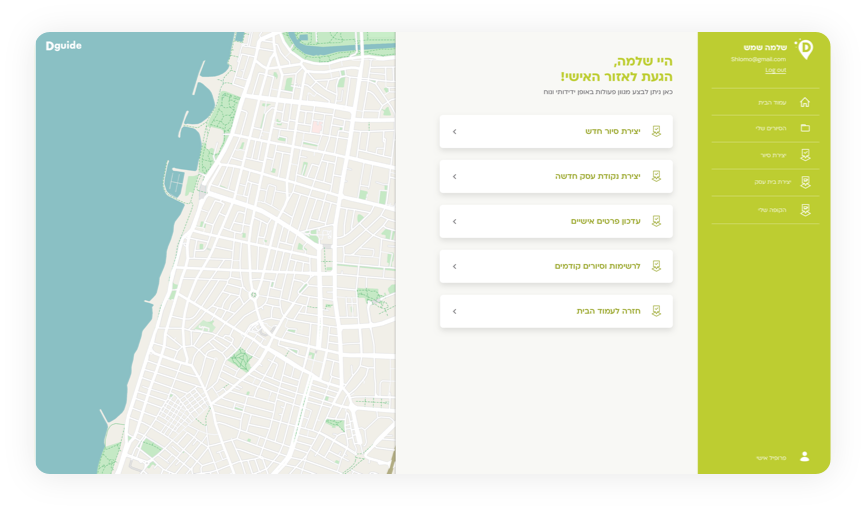 Dguide
שלמה שמש
Shlomo@gmail.com
Log out
עמוד הבית
הסיורים שלי
יצירת סיור
יצירת בית עסק
הקופה שלי
פרופיל אישי
היי שלמה,
הגעת לאזור האישי!
כאן ניתן לבצע מגוון פעולות באופן ידידותי ונוח
יצירת סיור חדש
יצירת נקודת עסק חדשה
עדכון פרטים אישיים
לרשימות וסיורים קודמים
חזרה לעמוד הבית